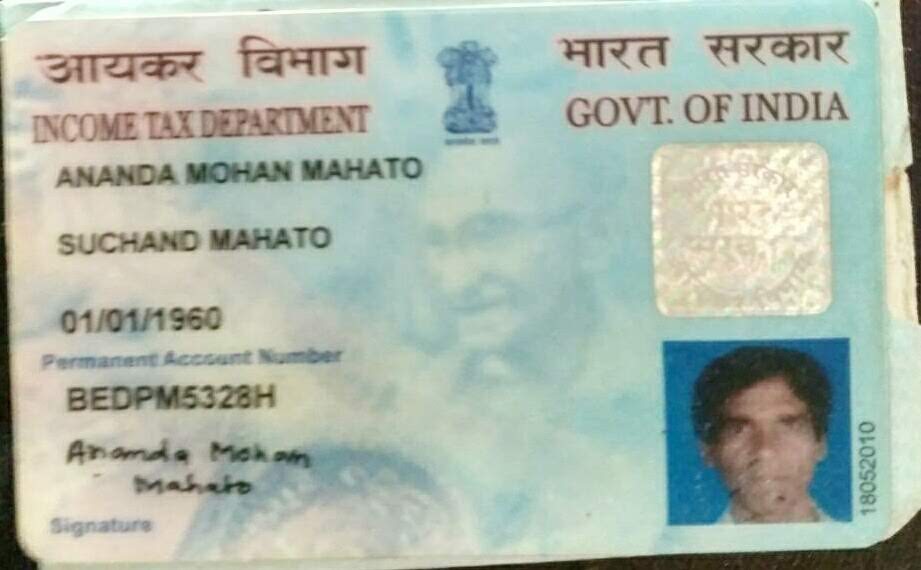 आयकर विभाग
भारत सरकार
INCOME TAX DEPARTMENT
GOVT. OF INDIA
ANANDA MOHAN MAHATO
SUCHAND MAHATO
01/01/1960
Permanent Account Number
BEDPM5328H
Ananda Mohan
Mahato
Signature
18052010